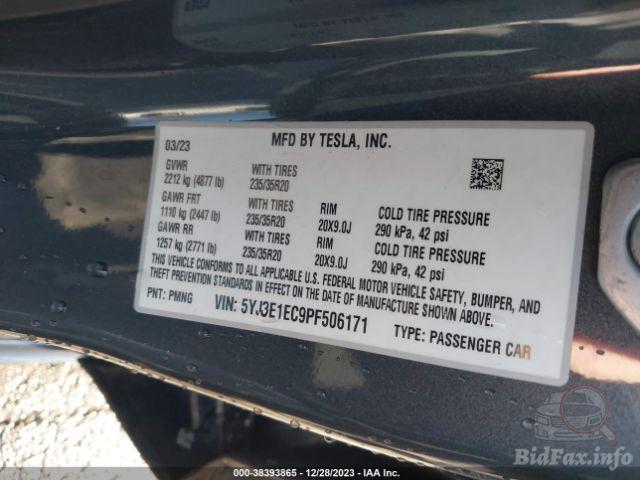 MFD BY TESLA, INC.
03/23
GVWR WITH TIRES
2212 kg (4877 lb) 235/35R20
GAWR FRT WITH TIRES RIM COLD TIRE PRESSURE
1110 kg (2447 lb) 235/35R20 20X9.0J 290 kPa, 42 psi
GAWR RR WITH TIRES RIM COLD TIRE PRESSURE
1257 kg (2771 lb) 235/35R20 20X9.0J 290 kPa, 42 psi
THIS VEHICLE CONFORMS TO ALL APPLICABLE U.S. FEDERAL MOTOR VEHICLE SAFETY, BUMPER, AND
THEFT PREVENTION STANDARDS IN EFFECT ON THE DATE OF MANUFACTURE SHOWN ABOVE.
PNT: PMNG VIN: 5YJ3E1EC9PF506171 TYPE: PASSENGER CAR
BidFax.info
000-38393865 / 12/28/2023 - IAA Inc.